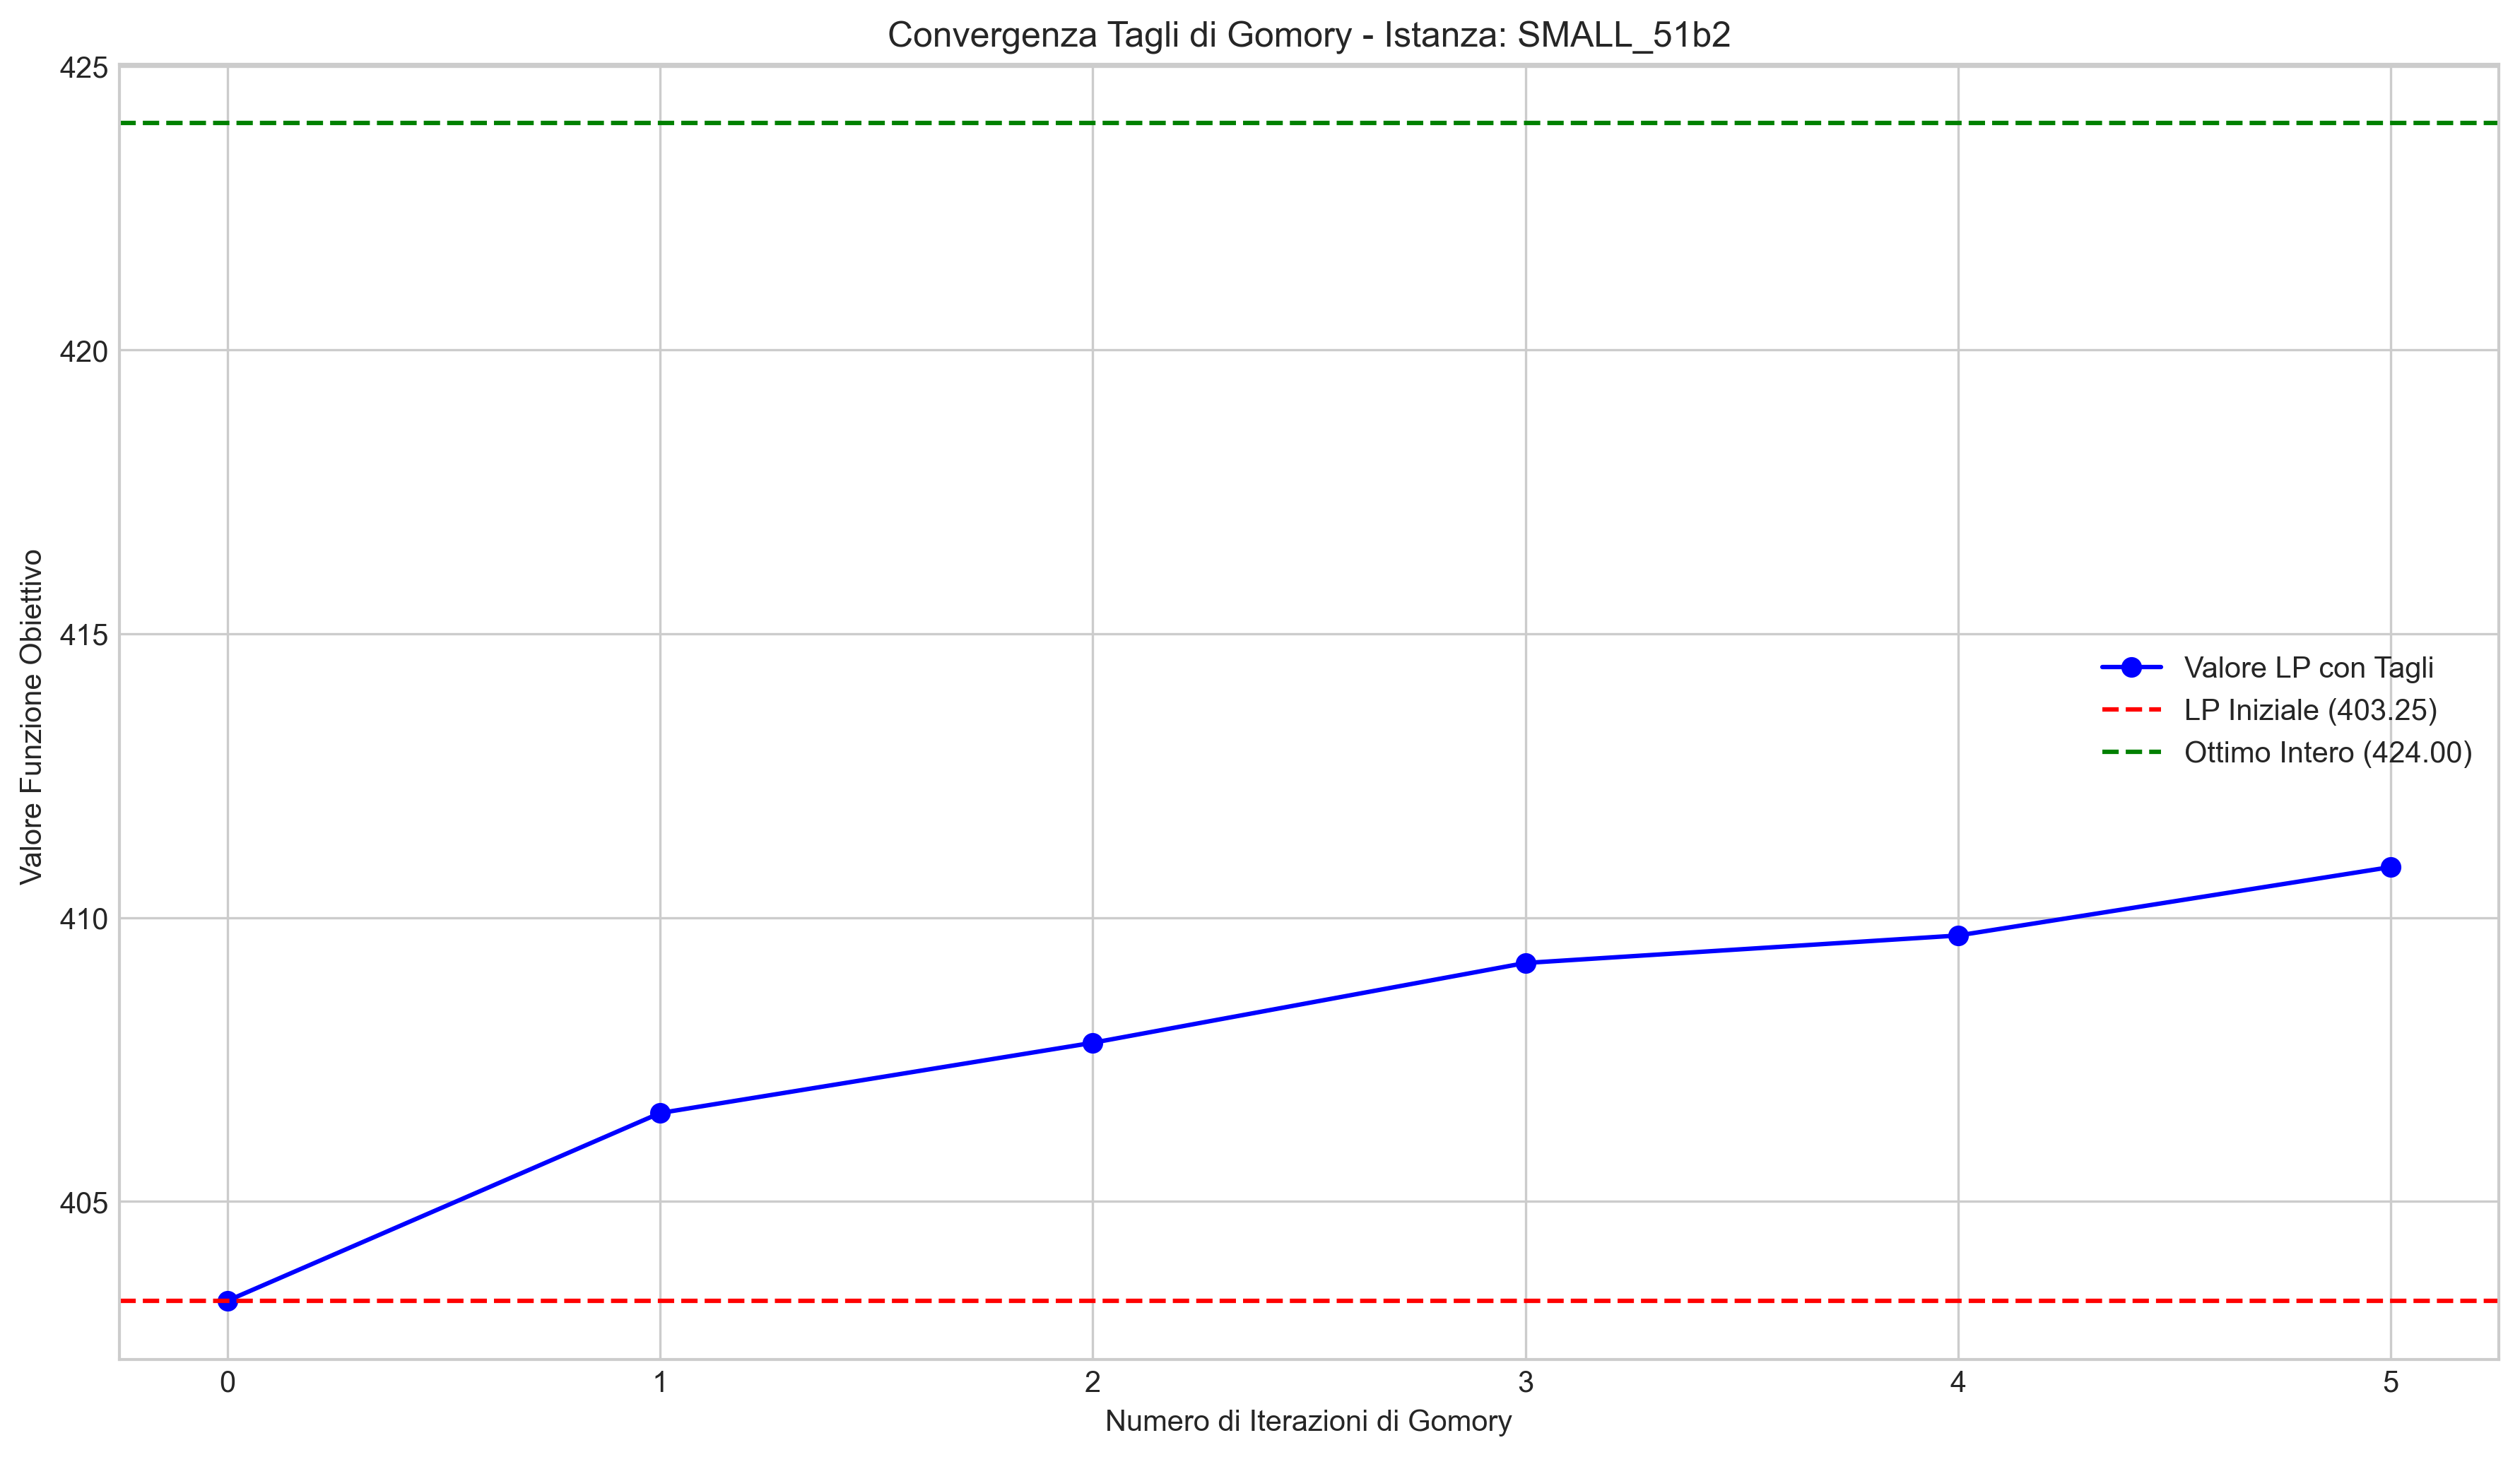 Convergenza Tagli di Gomory - Istanza: SMALL_51b2
425
420
415
410
405
Valore Funzione Obiettivo
Valore LP con Tagli
LP Iniziale (403.25)
Ottimo Intero (424.00)
0 1 2 3 4 5
Numero di Iterazioni di Gomory